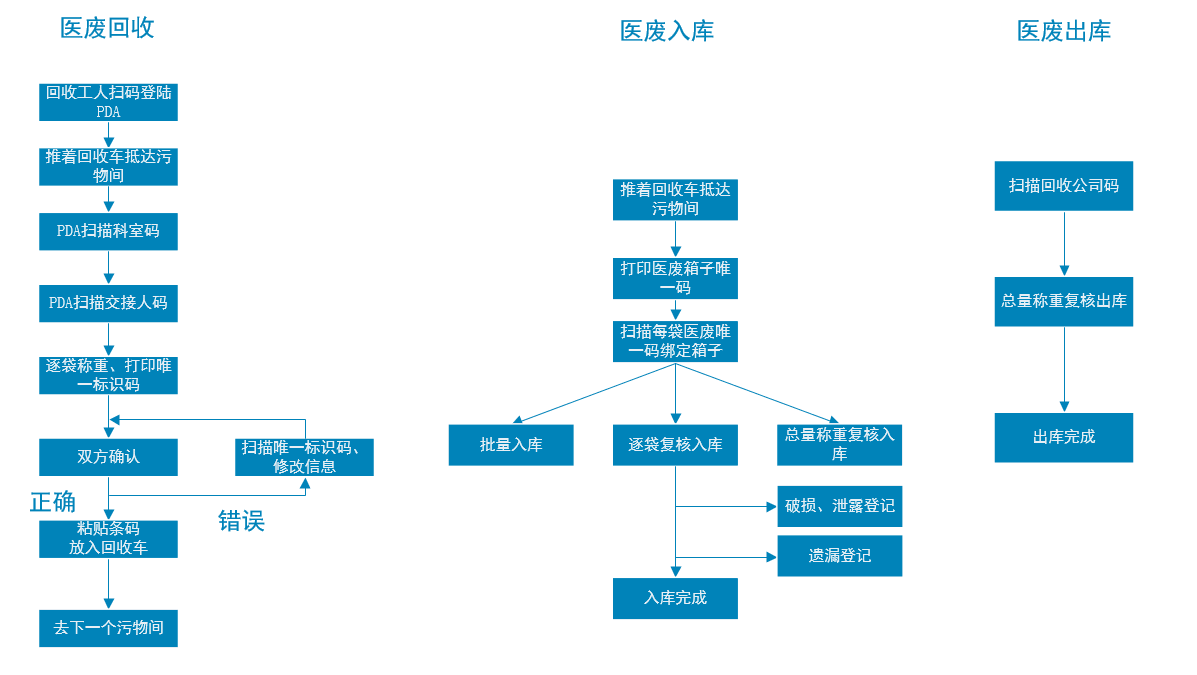 医废回收
回收工人扫码登陆
PDA
推着回收车抵达污
物间
PDA扫描科室码
PDA扫描交接人码
逐袋称重、打印唯
一标识码
双方确认
扫描唯一标识码、
修改信息
正确
错误
粘贴条码
放入回收车
去下一个污物间
医废入库
推着回收车抵达
污物间
打印医废箱子唯
一码
扫描每袋医废唯
一码绑定箱子
批量入库
逐袋复核入库
总量称重复核入
库
破损、泄露登记
遗漏登记
入库完成
医废出库
扫描回收公司码
总量称重复核出库
出库完成